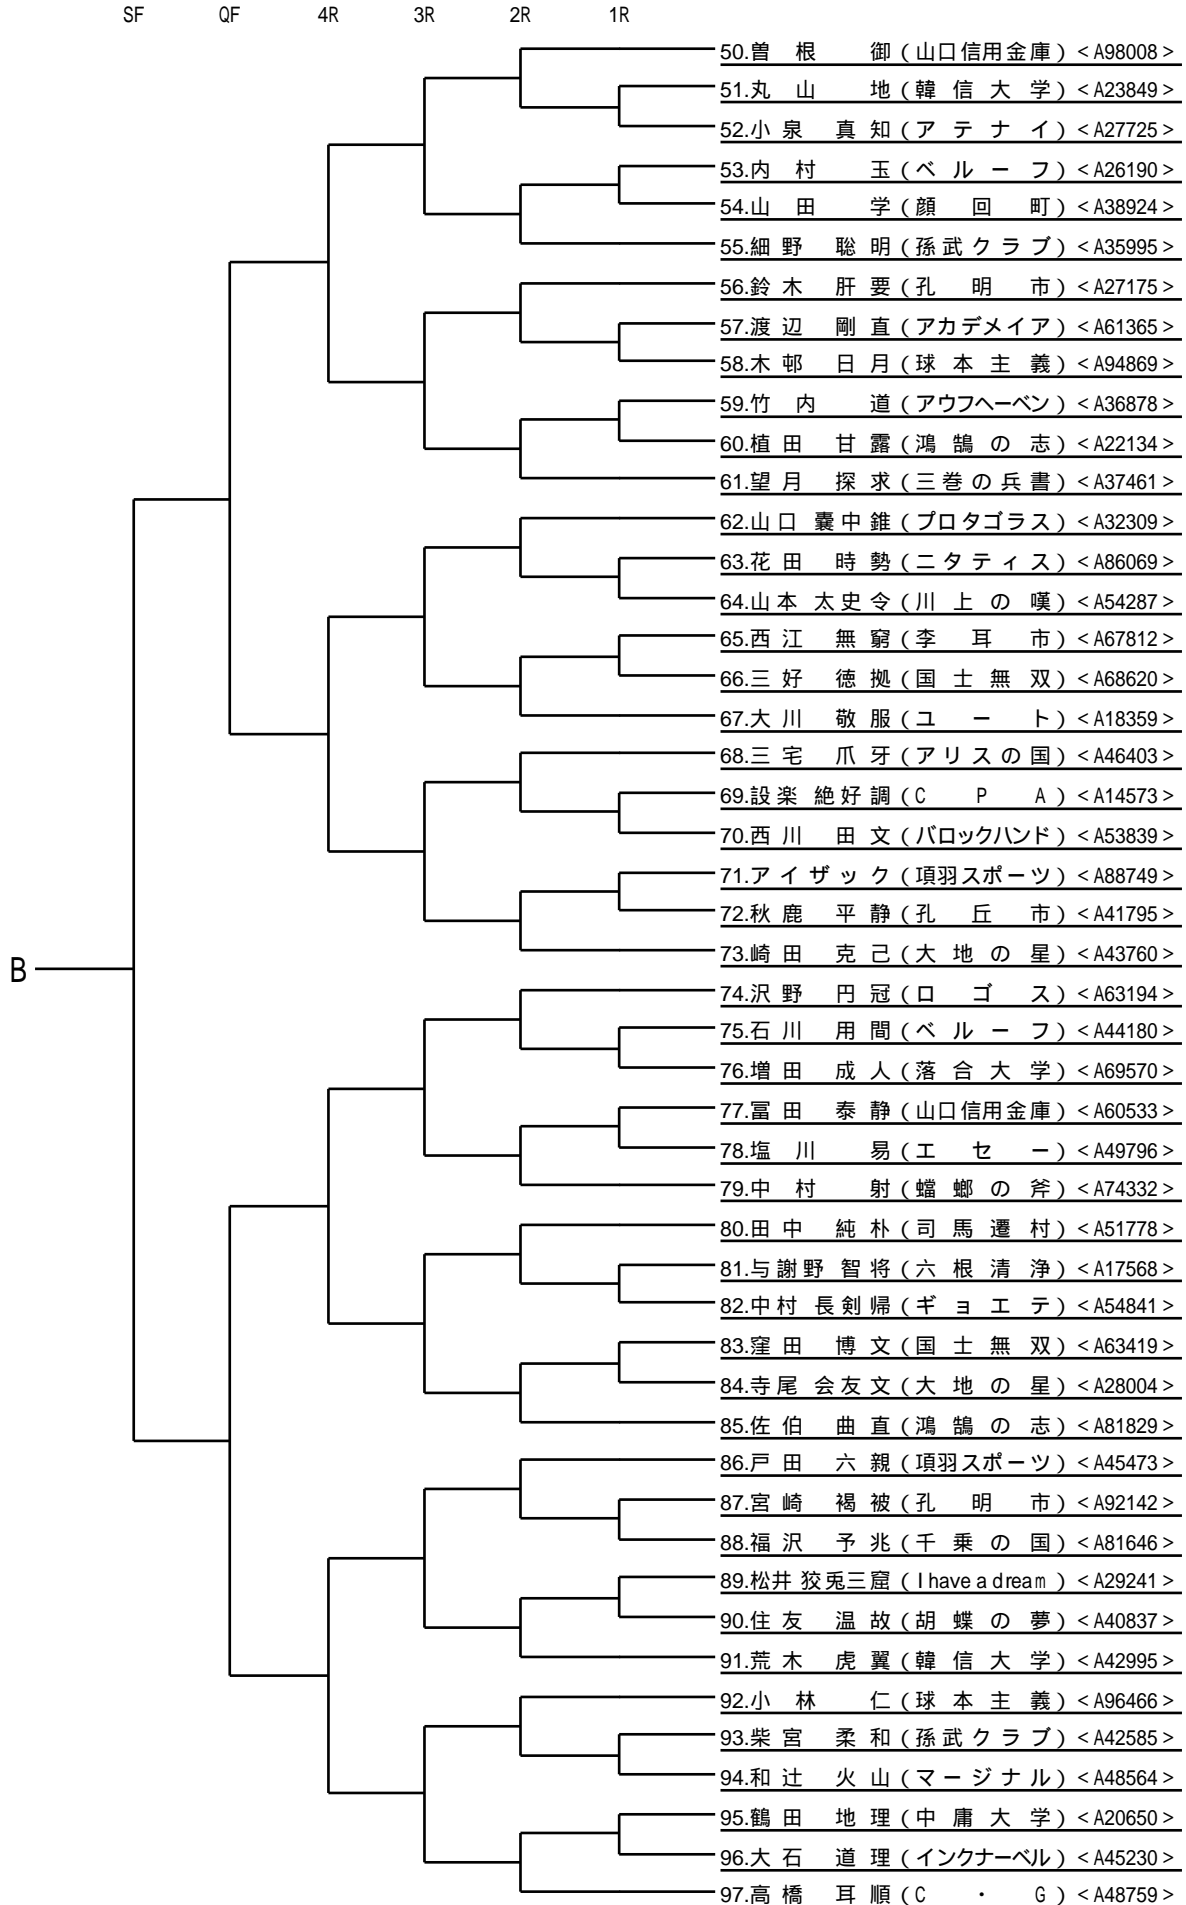 SF QF 4R 3R 2R 1R
50.曽根 御(山口信用金庫)<A98008>
51.丸山 地(韓信大学)<A23849>
52.小泉 真知(アテナイ)<A27725>
53.内村 玉(ベルーフ)<A26190>
54.山田 学(顔回町)<A38924>
55.細野 聡明(孫武クラブ)<A35995>
56.鈴木 肝要(孔明市)<A27175>
57.渡辺 剛直(アカデメイア)<A61365>
58.木邨 日月(球本主義)<A94869>
59.竹内 道(アウフヘーベン)<A36878>
60.植田 甘露(鴻鵠の志)<A22134>
61.望月 探求(三巻の兵書)<A37461>
62.山口 嚢中錐(プロタゴラス)<A32309>
63.花田 時勢(ニタティス)<A86069>
64.山本 太史令(川上の嘆)<A54287>
65.西江 無窮(李耳市)<A67812>
66.三好 徳拠(国士無双)<A68620>
67.大川 敬服(ユート)<A18359>
68.三宅 爪牙(アリスの国)<A46403>
69.設楽 絶好調(CPA)<A14573>
70.西川 田文(バロックハンド)<A53839>
71.アイザック(項羽スポーツ)<A88749>
72.秋鹿 平静(孔丘市)<A41795>
73.崎田 克己(大地の星)<A43760>
B
74.沢野 円冠(ロゴス)<A63194>
75.石川 用間(ベルーフ)<A44180>
76.増田 成人(落合大学)<A69570>
77.冨田 泰静(山口信用金庫)<A60533>
78.塩川 易(エセー)<A49796>
79.中村 射(蟷螂の斧)<A74332>
80.田中 純朴(司馬遷村)<A51778>
81.与謝野 智将(六根清浄)<A17568>
82.中村 長剣帰(ギョエテ)<A54841>
83.窪田 博文(国士無双)<A63419>
84.寺尾 会友文(大地の星)<A28004>
85.佐伯 曲直(鴻鵠の志)<A81829>
86.戸田 六親(項羽スポーツ)<A45473>
87.宮崎 褐被(孔明市)<A92142>
88.福沢 予兆(千乗の国)<A81646>
89.松井 狡兎三窟(I have a dream)<A29241>
90.住友 温故(胡蝶の夢)<A40837>
91.荒木 虎翼(韓信大学)<A42995>
92.小林 仁(球本主義)<A96466>
93.柴宮 柔和(孫武クラブ)<A42585>
94.和辻 火山(マージナル)<A48564>
95.鶴田 地理(中庸大学)<A20650>
96.大石 道理(インクナーベル)<A45230>
97.高橋 耳順(C・G)<A48759>